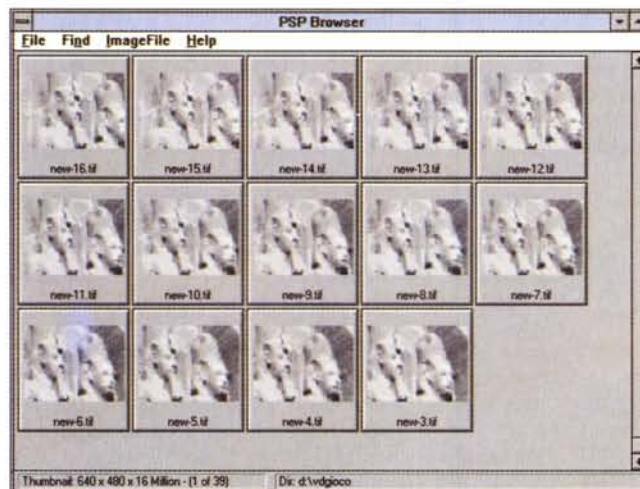 PSP Browser
File Find ImageFile Help
new-16.tif new-15.tif new-14.tif new-13.tif new-12.tif
new-11.tif new-10.tif new-9.tif new-8.tif new-7.tif
new-6.tif new-5.tif new-4.tif new-3.tif
Thumbnail: 640 x 480 x 16 Million - (1 of 39) Dir: d:\vdgioco